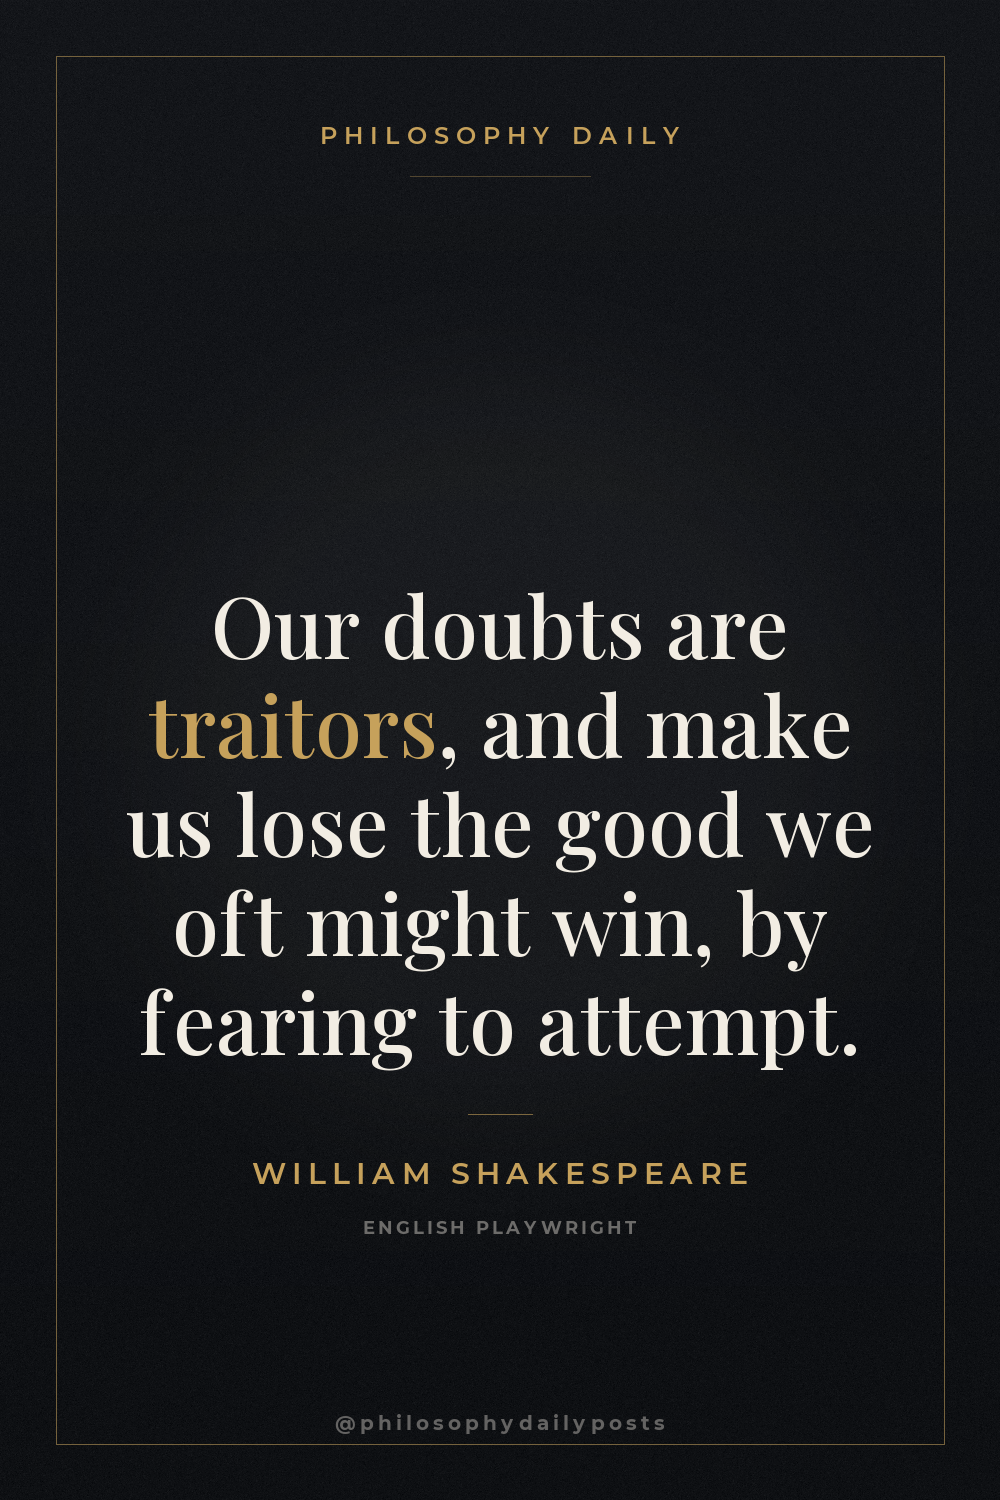 PHILOSOPHY DAILY
Our doubts are
traitors, and make
us lose the good we
oft might win, by
fearing to attempt.
WILLIAM SHAKESPEARE
ENGLISH PLAYWRIGHT
@philosophydailyposts